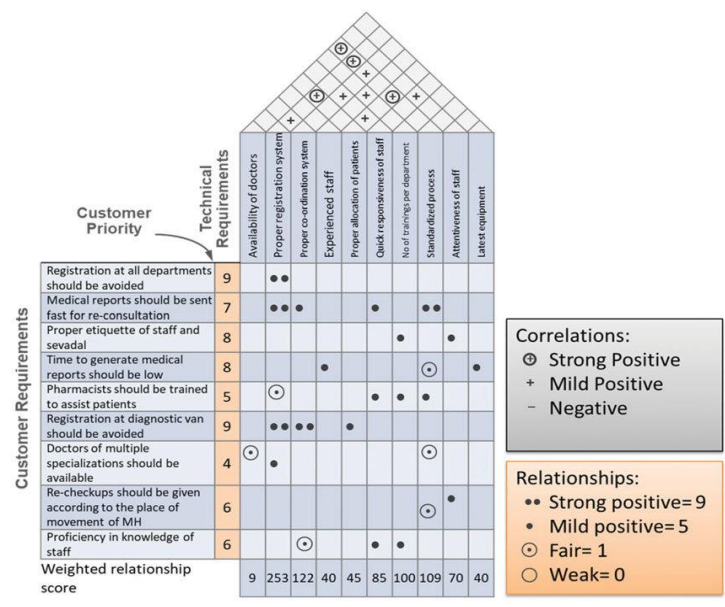 Availability of doctors
Proper registration system
Proper co-ordination system
Experienced staff
Proper allocation of patients
Quick responsiveness of staff
No of trainings per department
Standardized process
Attentiveness of staff
Latest equipment
Technical
Requirements
Customer
Priority
Customer Requirements
Registration at all departments
should be avoided
9
Medical reports should be sent
fast for re-consultation
7
Proper etiquette of staff and
sevadal
8
Time to generate medical
reports should be low
8
Pharmacists should be trained
to assist patients
5
Registration at diagnostic van
should be avoided
9
Doctors of multiple
specializations should be
available
4
Re-checkups should be given
according to the place of
movement of MH
6
Proficiency in knowledge of
staff
6
Weighted relationship
score
9 253 122 40 45 85 100 109 70 40
Correlations:
Strong Positive
+ Mild Positive
− Negative
Relationships:
•• Strong positive= 9
• Mild positive= 5
Fair= 1
Weak= 0